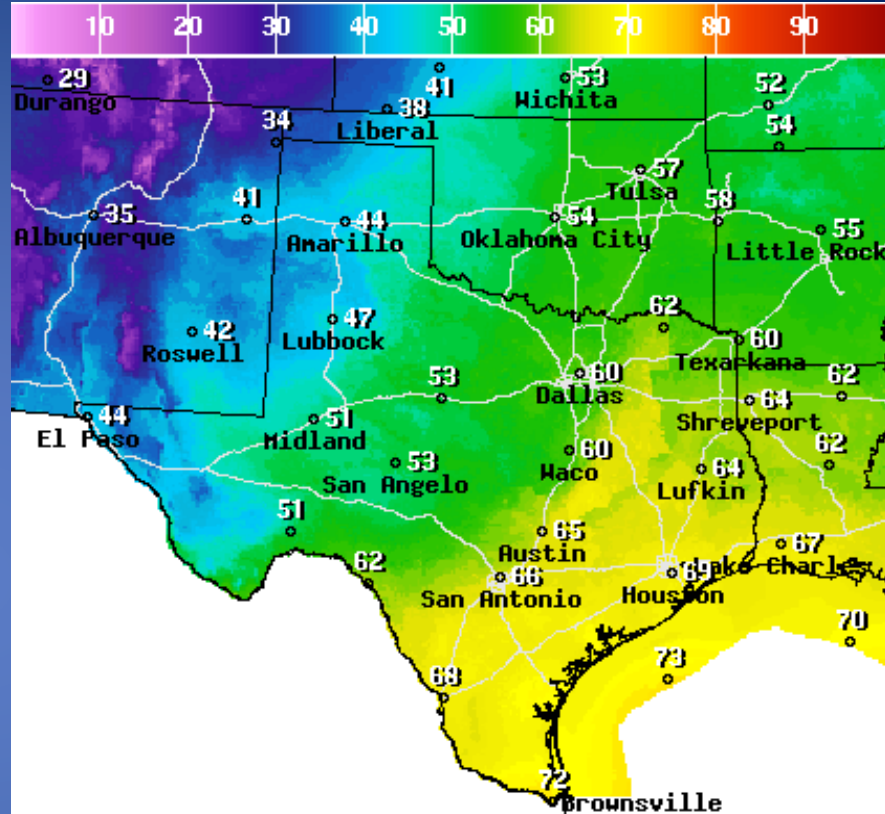 10 20 30 40 50 60 70 80 90
29 41 53 52
Durango Wichita
38
Liberal
34 54
57
Tulsa
35 41 44 54 58 55
Albuquerque Amarillo Oklahoma City Little Rock
42 47 62 60
Roswell Lubbock Texarkana
53 60 64 62
Dallas Shreveport
44 51
El Paso Midland
53 60 64 62
San Angelo Waco Lufkin
51 65 67
Austin Lake Charles
62 66 69
San Antonio Houston
70
68 73
72
Brownsville